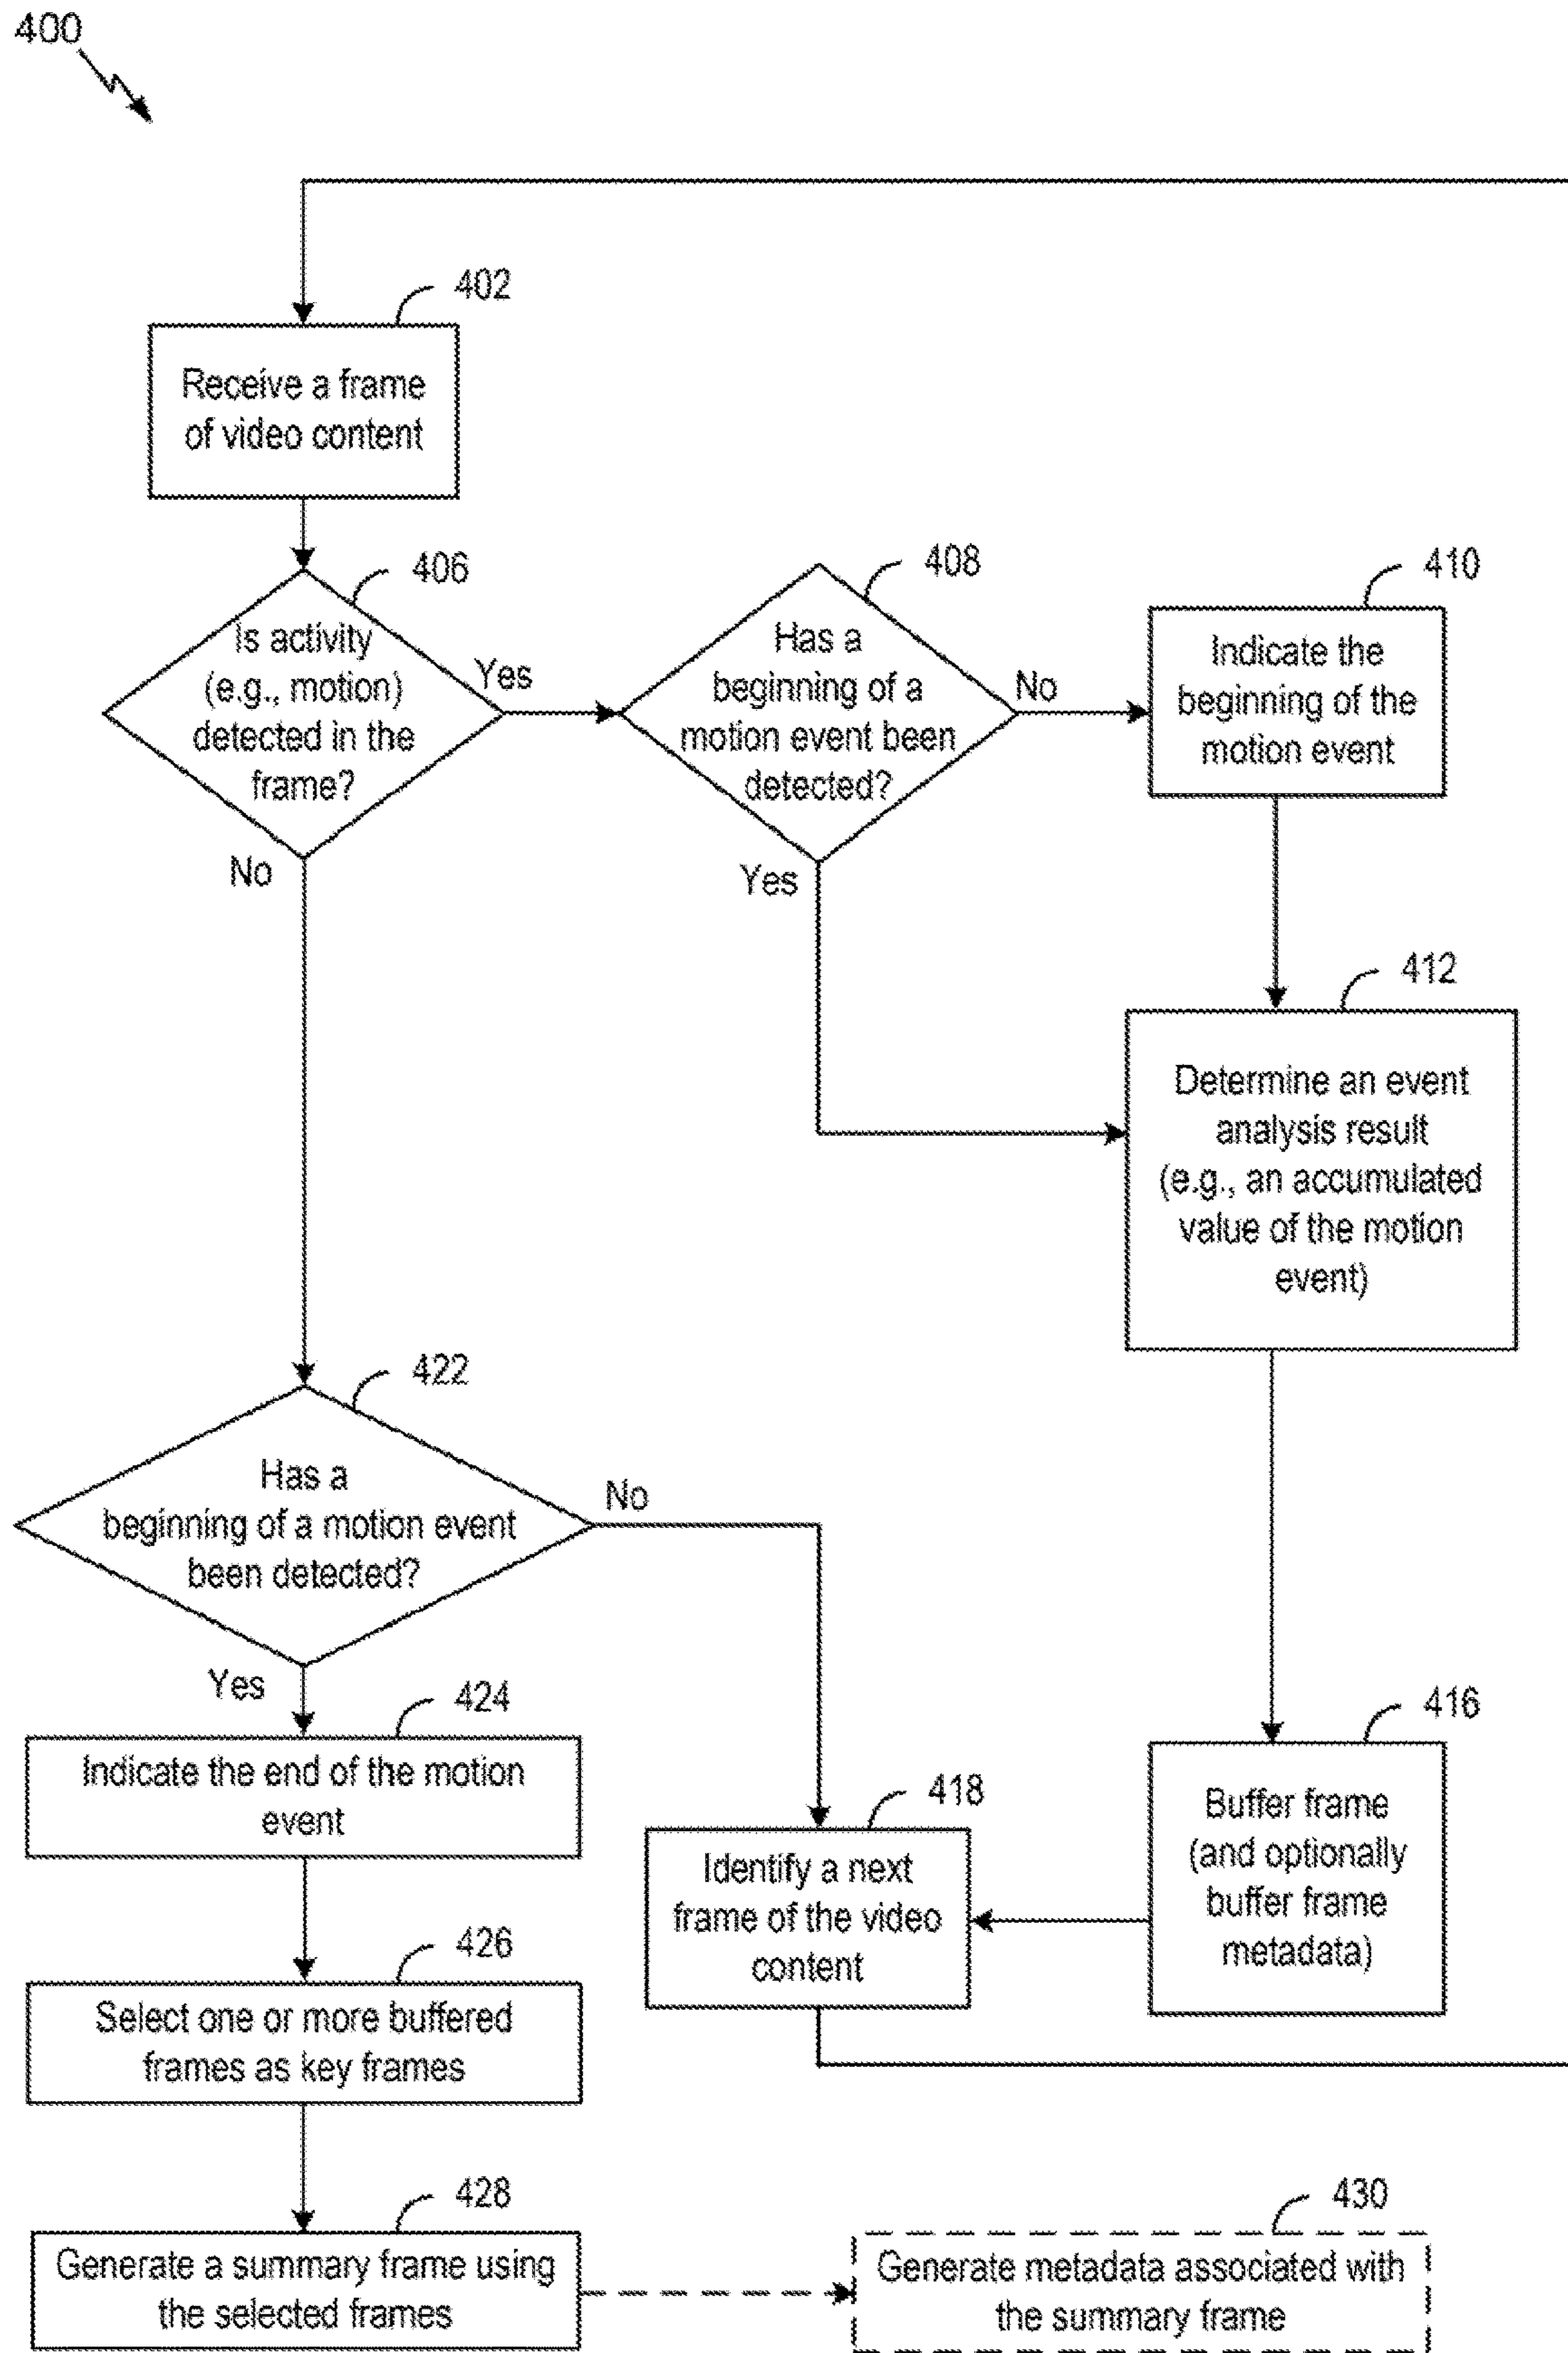 400
402
Receive a frame
of video content
406
Is activity
(e.g., motion)
detected in the
frame?
Yes
No
408
Has a
beginning of a
motion event been
detected?
No
Yes
410
Indicate the
beginning of the
motion event
412
Determine an event
analysis result
(e.g., an accumulated
value of the motion
event)
422
Has a
beginning of a motion event
been detected?
No
Yes
424
Indicate the end of the motion
event
418
Identify a next
frame of the video
content
416
Buffer frame
(and optionally
buffer frame
metadata)
426
Select one or more buffered
frames as key frames
428
Generate a summary frame using
the selected frames
430
Generate metadata associated with
the summary frame